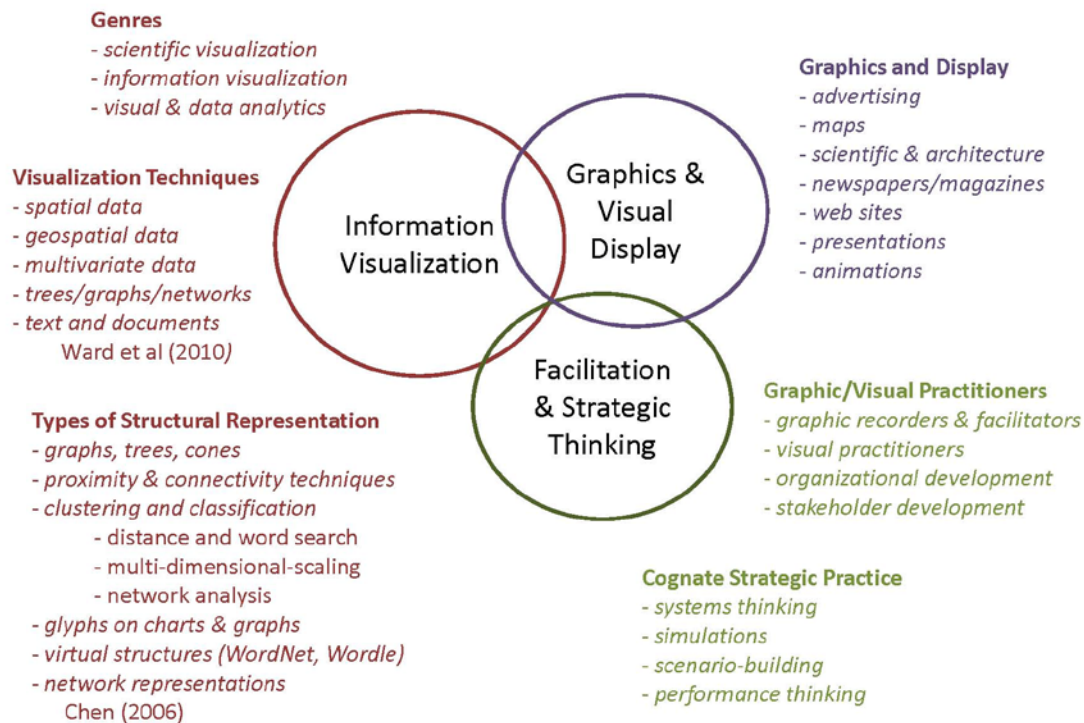 Genres
- scientific visualization
- information visualization
- visual & data analytics
Visualization Techniques
- spatial data
- geospatial data
- multivariate data
- trees/graphs/networks
- text and documents
Ward et al (2010)
Types of Structural Representation
- graphs, trees, cones
- proximity & connectivity techniques
- clustering and classification
- distance and word search
- multi-dimensional-scaling
- network analysis
- glyphs on charts & graphs
- virtual structures (WordNet, Wordle)
- network representations
Chen (2006)
Information
Visualization
Graphics &
Visual
Display
Facilitation
& Strategic
Thinking
Graphics and Display
- advertising
- maps
- scientific & architecture
- newspapers/magazines
- web sites
- presentations
- animations
Graphic/Visual Practitioners
- graphic recorders & facilitators
- visual practitioners
- organizational development
- stakeholder development
Cognate Strategic Practice
- systems thinking
- simulations
- scenario-building
- performance thinking